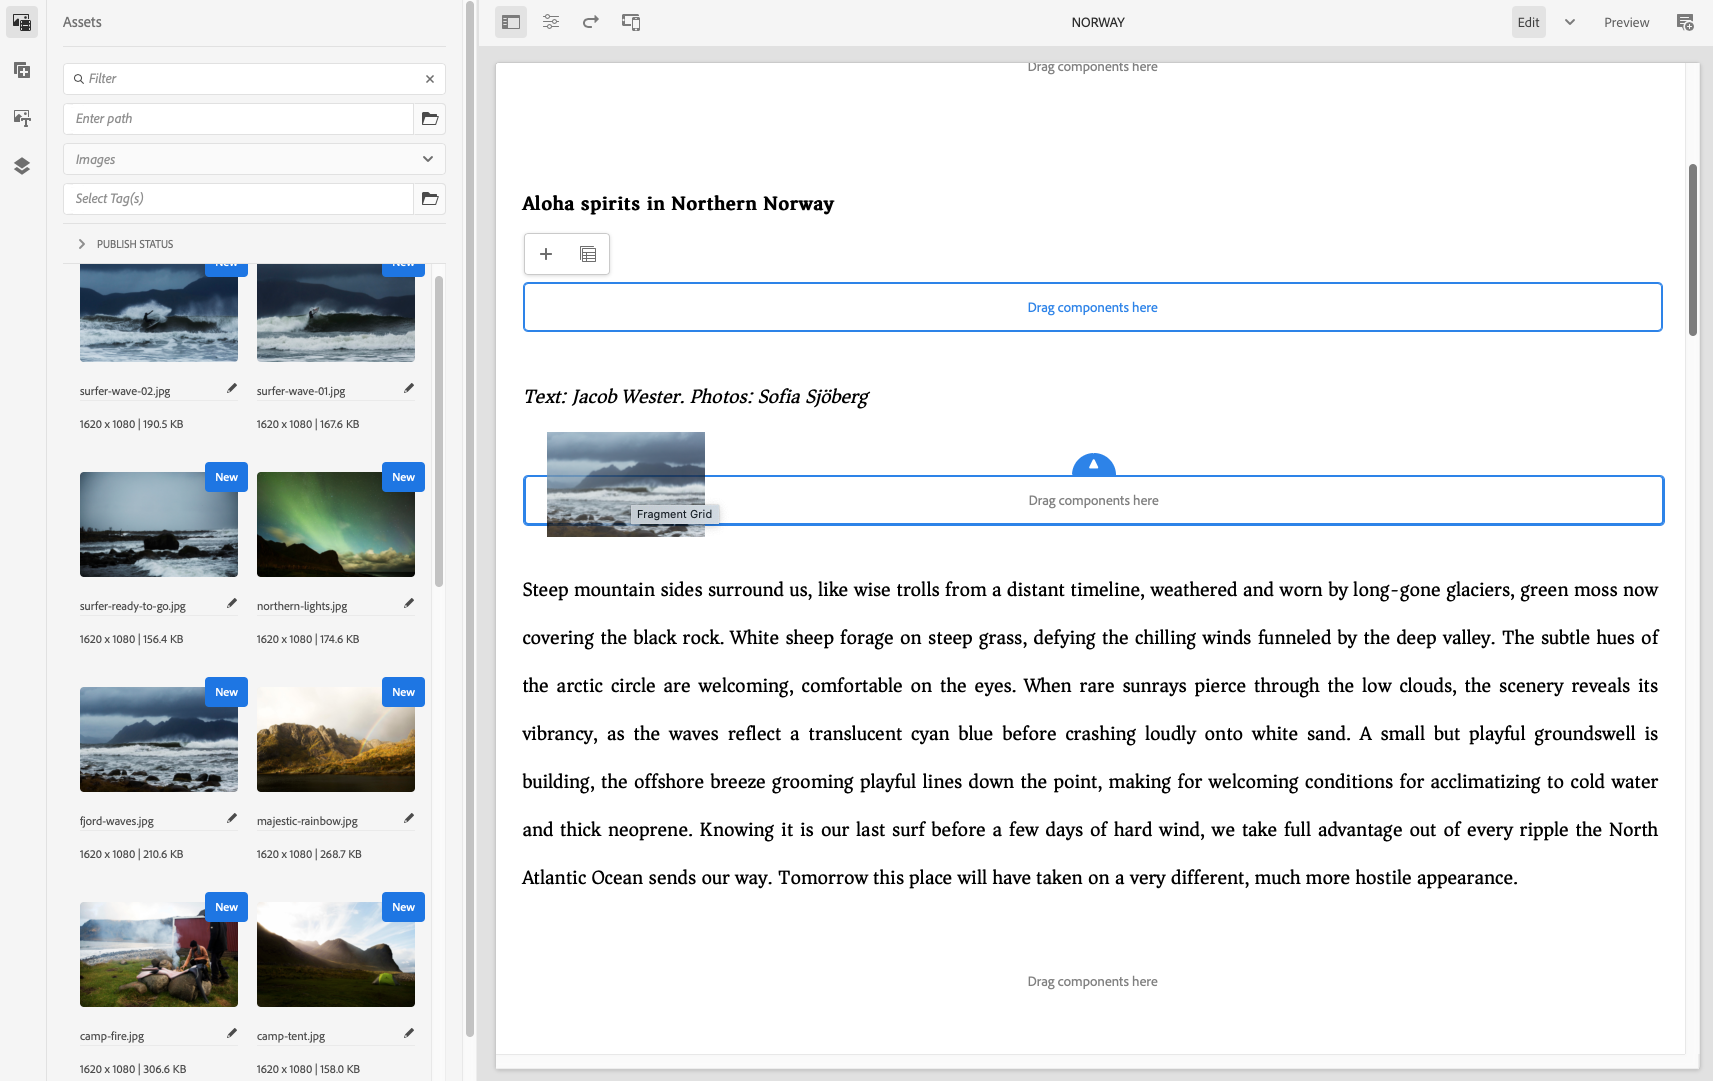 Assets
NORWAY
Edit
Preview
Filter
Enter path
Images
Select Tag(s)
PUBLISH STATUS
New
New
surfer-wave-02.jpg
surfer-wave-01.jpg
1620 x 1080 | 190.5 KB
1620 x 1080 | 167.6 KB
New
New
surfer-ready-to-go.jpg
northern-lights.jpg
1620 x 1080 | 156.4 KB
1620 x 1080 | 174.6 KB
New
New
fjord-waves.jpg
majestic-rainbow.jpg
1620 x 1080 | 210.6 KB
1620 x 1080 | 268.7 KB
New
New
camp-fire.jpg
camp-tent.jpg
1620 x 1080 | 306.6 KB
1620 x 1080 | 158.0 KB
Drag components here
Aloha spirits in Northern Norway
Drag components here
Text: Jacob Wester. Photos: Sofia Sjöberg
Drag components here
Fragment Grid
Steep mountain sides surround us, like wise trolls from a distant timeline, weathered and worn by long-gone glaciers, green moss now
covering the black rock. White sheep forage on steep grass, defying the chilling winds funneled by the deep valley. The subtle hues of
the arctic circle are welcoming, comfortable on the eyes. When rare sunrays pierce through the low clouds, the scenery reveals its
vibrancy, as the waves reflect a translucent cyan blue before crashing loudly onto white sand. A small but playful groundswell is
building, the offshore breeze grooming playful lines down the point, making for welcoming conditions for acclimatizing to cold water
and thick neoprene. Knowing it is our last surf before a few days of hard wind, we take full advantage out of every ripple the North
Atlantic Ocean sends our way. Tomorrow this place will have taken on a very different, much more hostile appearance.
Drag components here